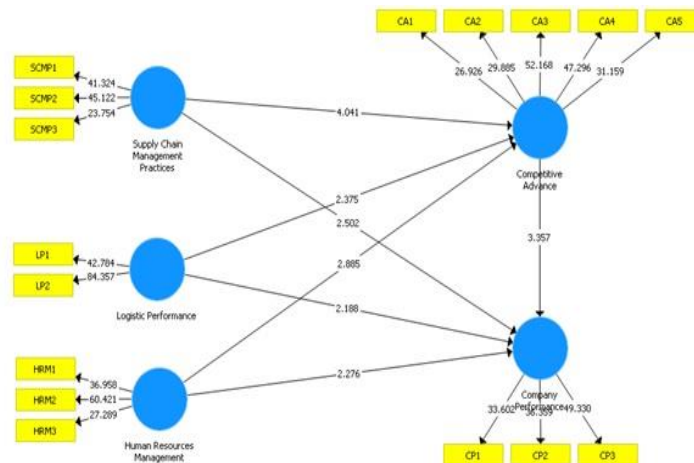 CA1
CA2
CA3
CA4
CA5
26.926
29.885
52.168
47.296
31.159
SCMP1
SCMP2
SCMP3
41.324
45.122
23.754
Supply Chain
Management
Practices
4.041
Competitive
Advance
2.375
2.502
2.885
3.357
LP1
LP2
42.784
84.357
Logistic Performance
2.188
2.276
HRM1
HRM2
HRM3
36.958
60.421
27.289
Human Resources
Management
Company
Performance
33.602
49.330
CP1
CP2
CP3